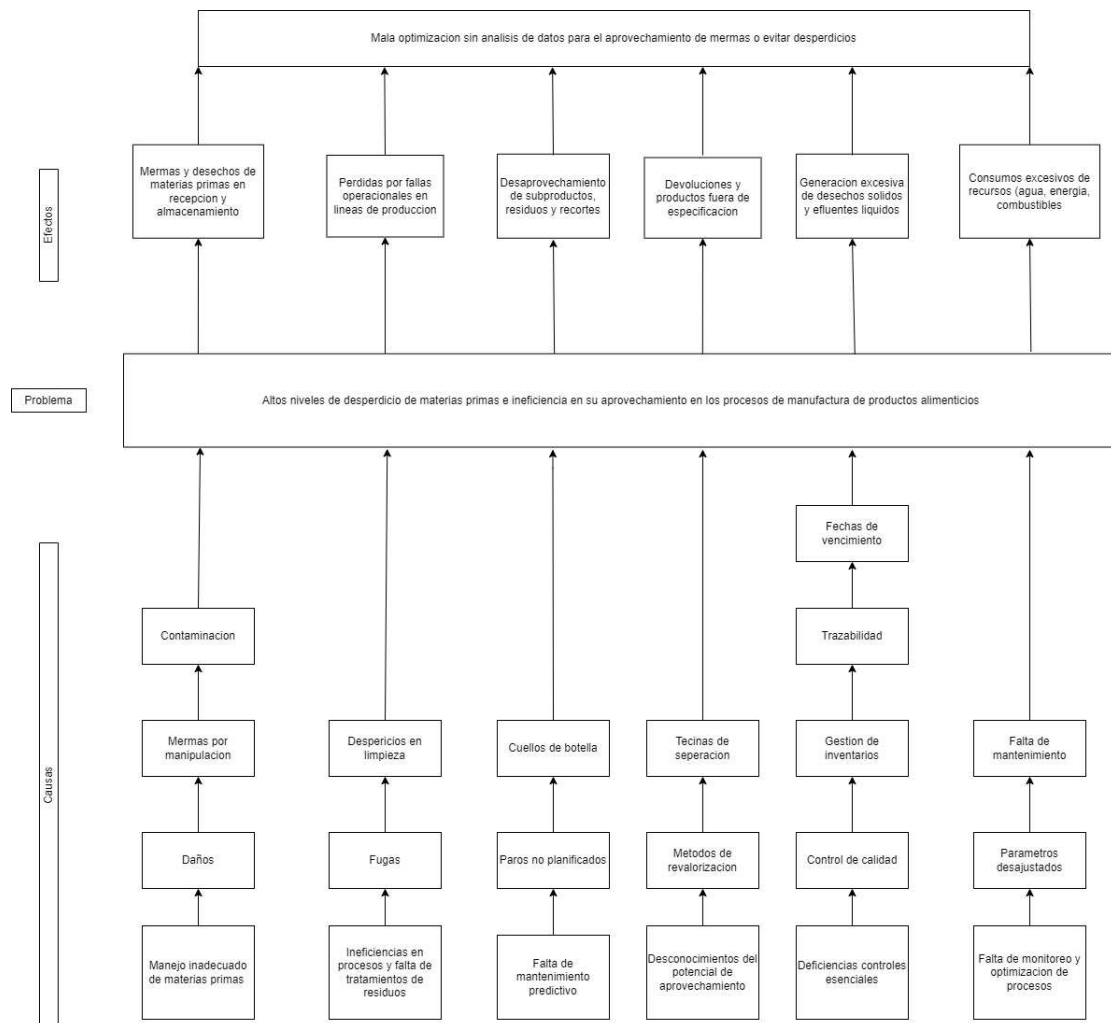 Mala optimizacion sin analisis de datos para el aprovechamiento de mermas o evitar desperdicios
Efectos
Mermas y desechos de
materias primas en
recepcion y
almacenamiento
Perdidas por fallas
operacionales en
lineas de produccion
Desaprovechamiento
de subproductos,
residuos y recortes
Devoluciones y
productos fuera de
especificacion
Generacion excesiva
de desechos solidos
y efluentes liquidos
Consumos excesivos de
recursos (agua, energía,
combustibles
Problema
Altos niveles de desperdicio de materias primas e ineficiencia en su aprovechamiento en los procesos de manufactura de productos alimenticios
Causas
Fechas de
vencimiento
Contaminacion
Trazabilidad
Mermas por
manipulacion
Despericios en
limpieza
Cuellos de botella
Tecinas de
seperacion
Gestion de
inventarios
Falta de
mantenimiento
Daños
Fugas
Paros no planificados
Metodos de
revalorizacion
Control de calidad
Parametros
desajustados
Manejo inadecuado
de materias primas
Ineficiencias en
procesos y falta de
tratamientos de
residuos
Falta de
mantenimiento
predictivo
Desconocimientos del
potencial de
aprovechamiento
Deficiencias controles
esenciales
Falta de monitoreo y
optimizacion de
procesos